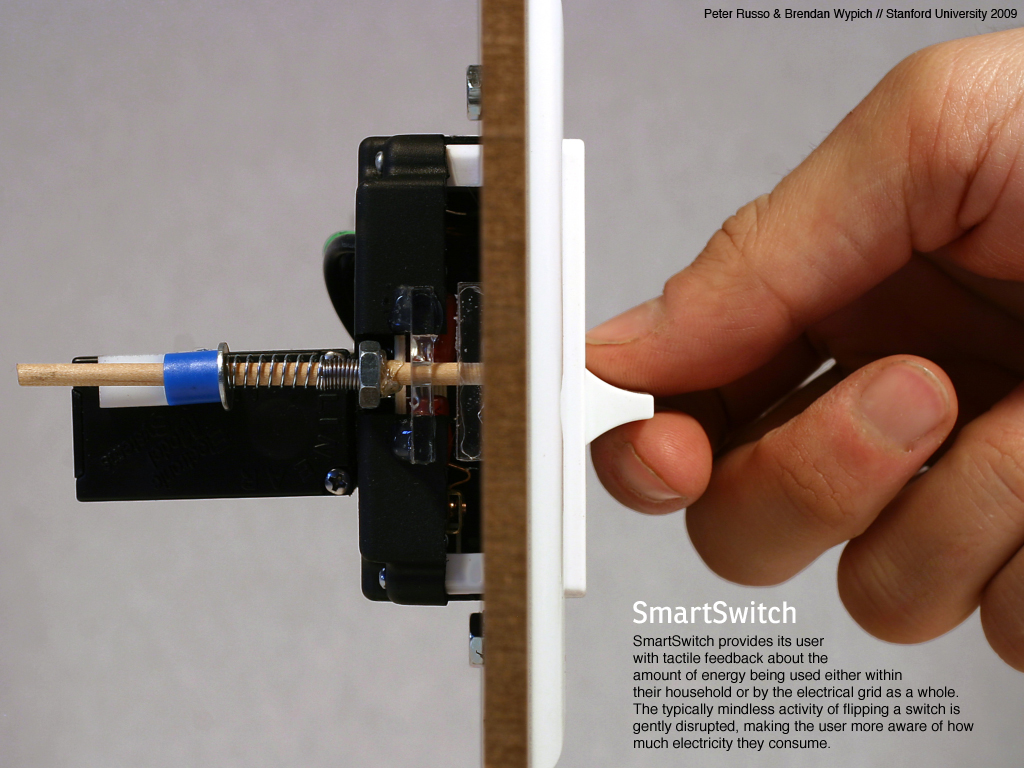 Peter Russo & Brendan Wypich // Stanford University 2009
SmartSwitch
SmartSwitch provides its user
with tactile feedback about the
amount of energy being used either within
their household or by the electrical grid as a whole.
The typically mindless activity of flipping a switch is
gently disrupted, making the user more aware of how
much electricity they consume.